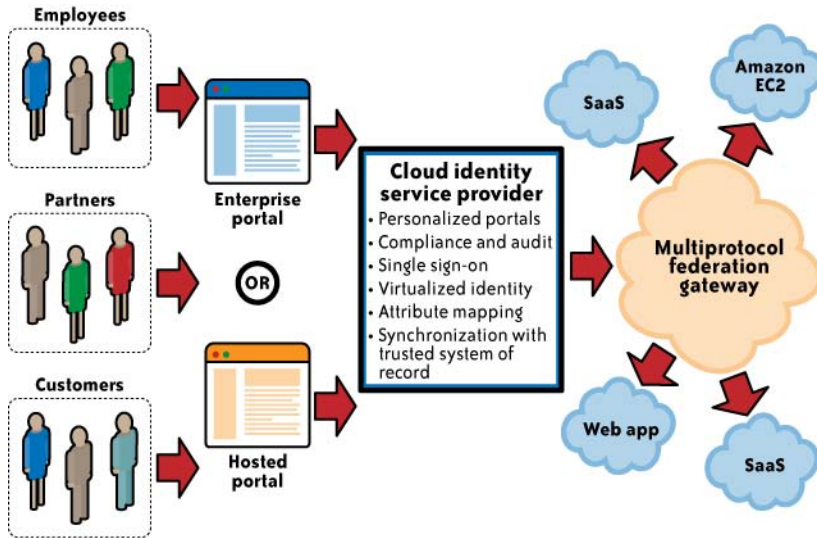 Employees
Partners
Customers
Enterprise
portal
OR
Hosted
portal
Cloud identity
service provider
• Personalized portals
• Compliance and audit
• Single sign-on
• Virtualized identity
• Attribute mapping
• Synchronization with
trusted system of
record
SaaS
Amazon
EC2
Multiprotocol
federation
gateway
Web app
SaaS